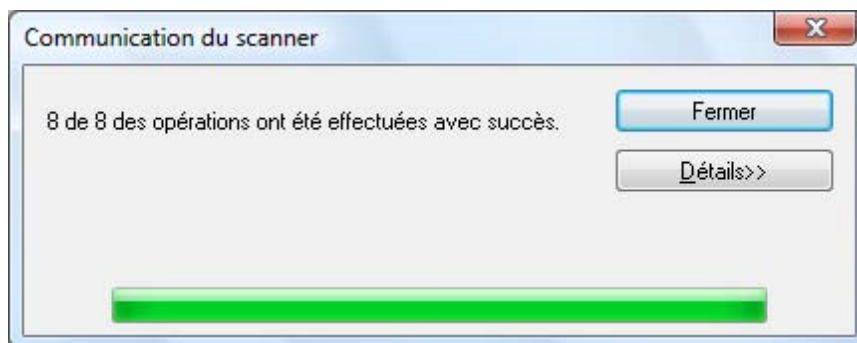 Communication du scanner
8 de 8 des opérations ont été effectuées avec succès.
Fermer
Détails>>